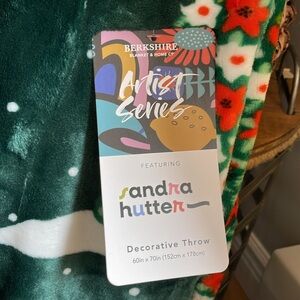 BERKSHIRE
BLANKET & HOME CO
Artist
Series
FEATURING
sandra
hutter
Decorative Throw
60in x 70in (152cm x 178cm)